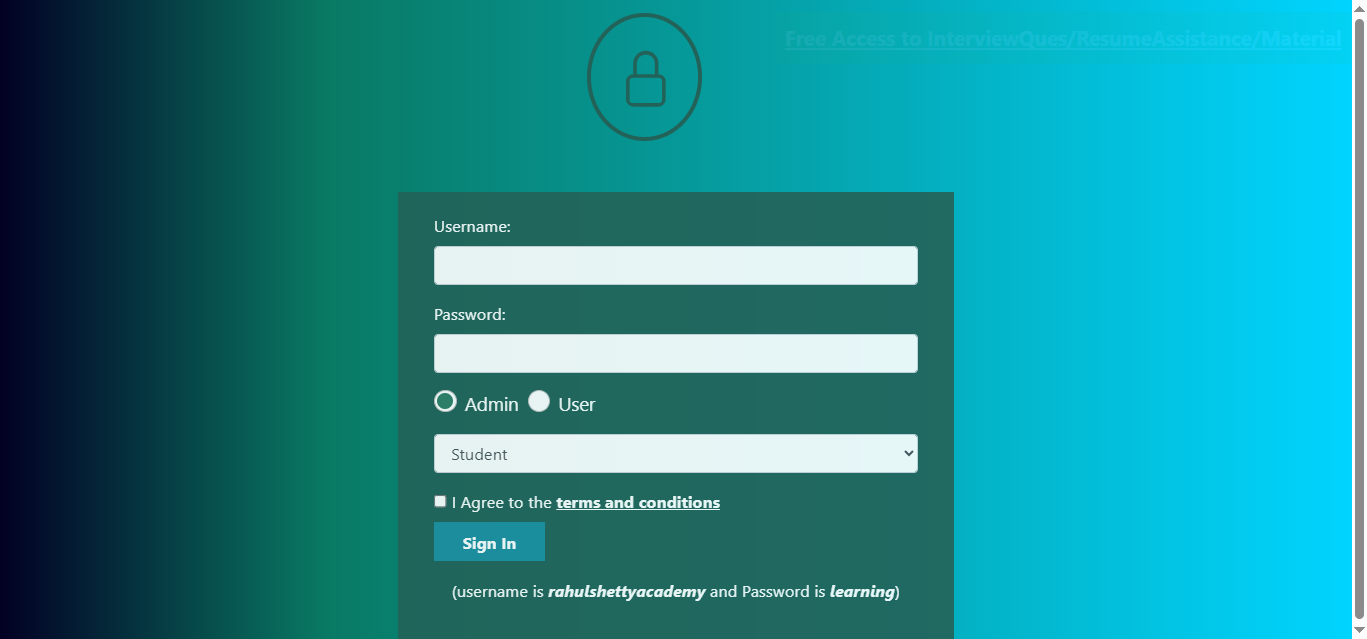 Free Access to InterviewQues/ResumeAssistance/Material
Username:
Password:
Admin User
Student
I Agree to the terms and conditions
Sign In
(username is rahulshettyacademy and Password is learning)